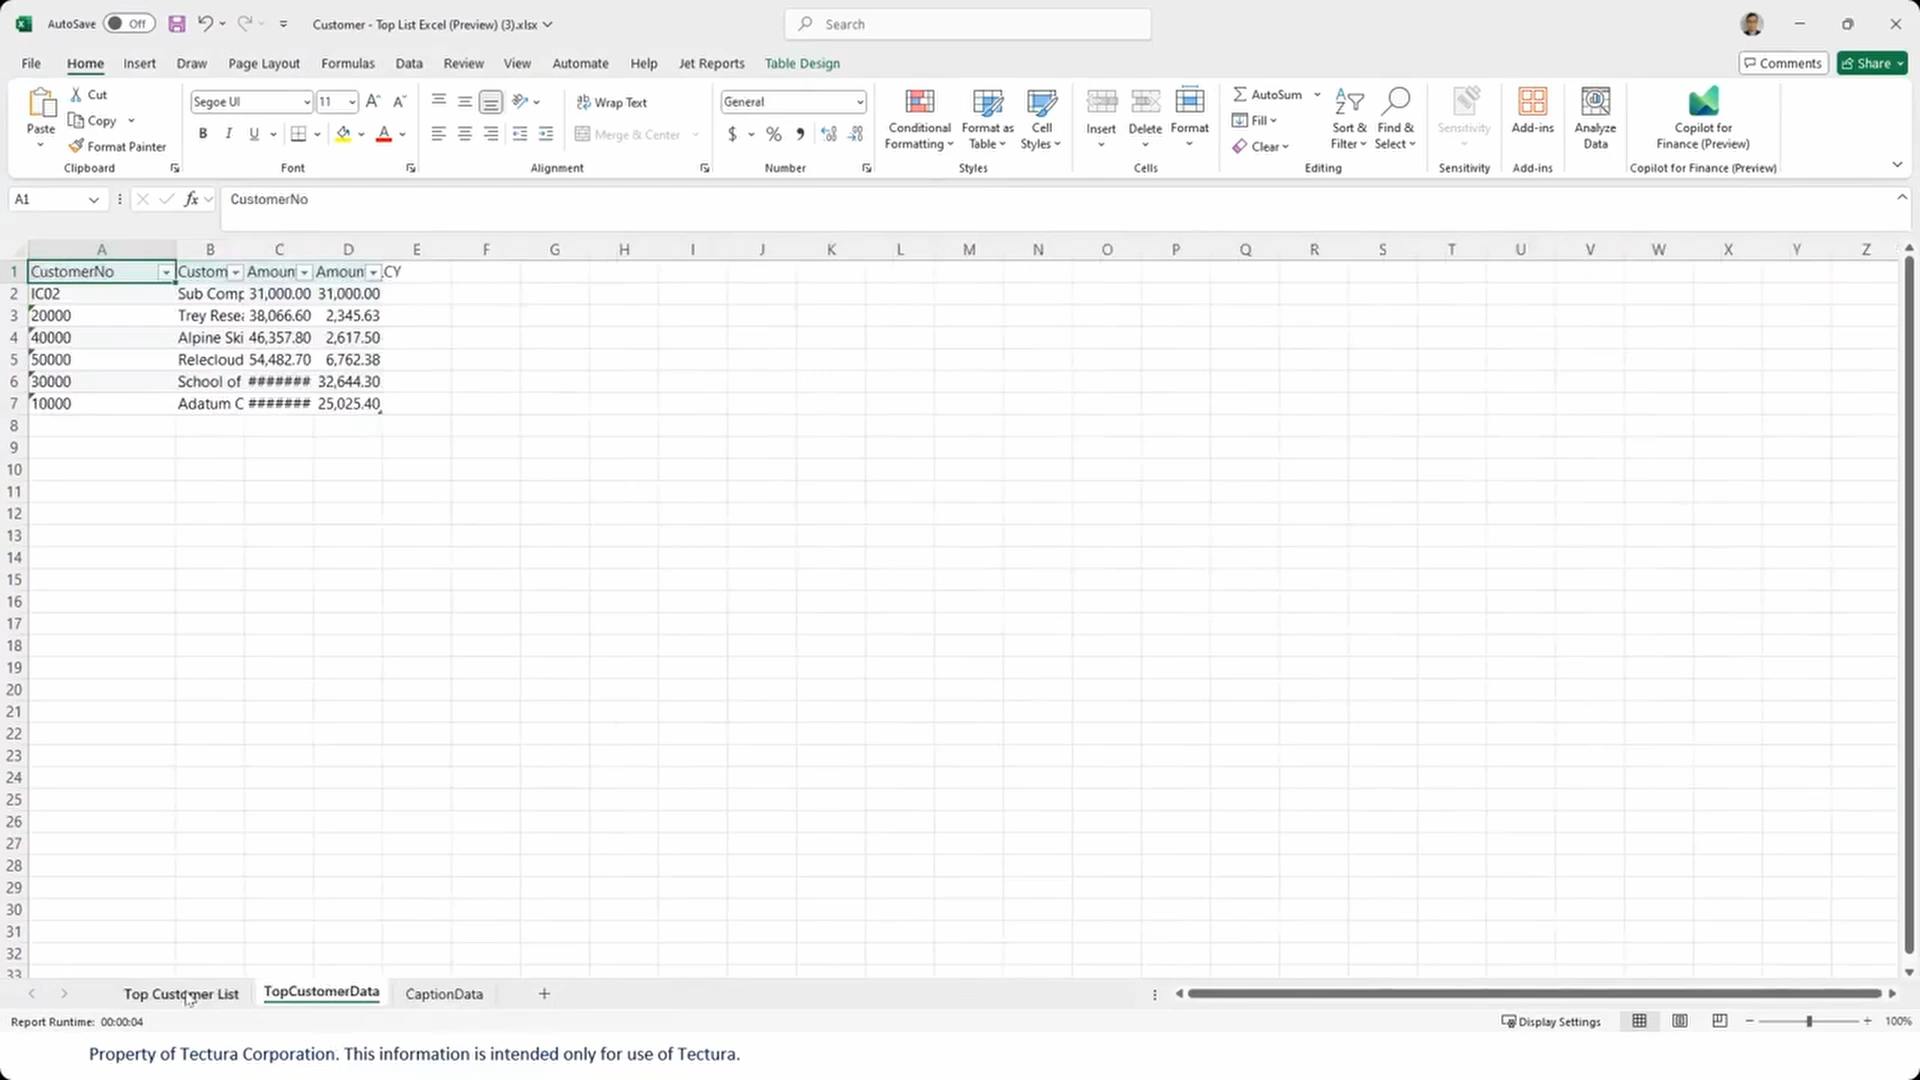 AutoSave Off Customer - Top List Excel (Preview) (3).xlsx Search
File Home Insert Draw Page Layout Formulas Data Review View Automate Help Jet Reports Table Design Comments Share
Paste Cut Copy Format Painter Clipboard
Segoe UI 11 B I U Font
Wrap Text Merge & Center Alignment
General $ % , Number
Conditional Formatting Format as Table Cell Styles Styles
Insert Delete Format Cells
AutoSum Fill Clear Sort & Filter Find & Select Editing
Sensitivity Sensitivity
Add-ins Add-ins
Analyze Data
Copilot for Finance (Preview) Copilot for Finance (Preview)
A1 fx CustomerNo
A B C D E F G H I J K L M N O P Q R S T U V W X Y Z
1 CustomerNo Custom Amoun Amoun CY
2 IC02 Sub Comp 31,000.00 31,000.00
3 20000 Trey Resea 38,066.60 2,345.63
4 40000 Alpine Ski 46,357.80 2,617.50
5 50000 Relecloud 54,482.70 6,762.38
6 30000 School of ####### 32,644.30
7 10000 Adatum C ####### 25,025.40
8
9
10
11
12
13
14
15
16
17
18
19
20
21
22
23
24
25
26
27
28
29
30
31
32
33
Top Customer List TopCustomerData CaptionData +
Report Runtime: 00:00:04 Display Settings 100%
Property of Tectura Corporation. This information is intended only for use of Tectura.